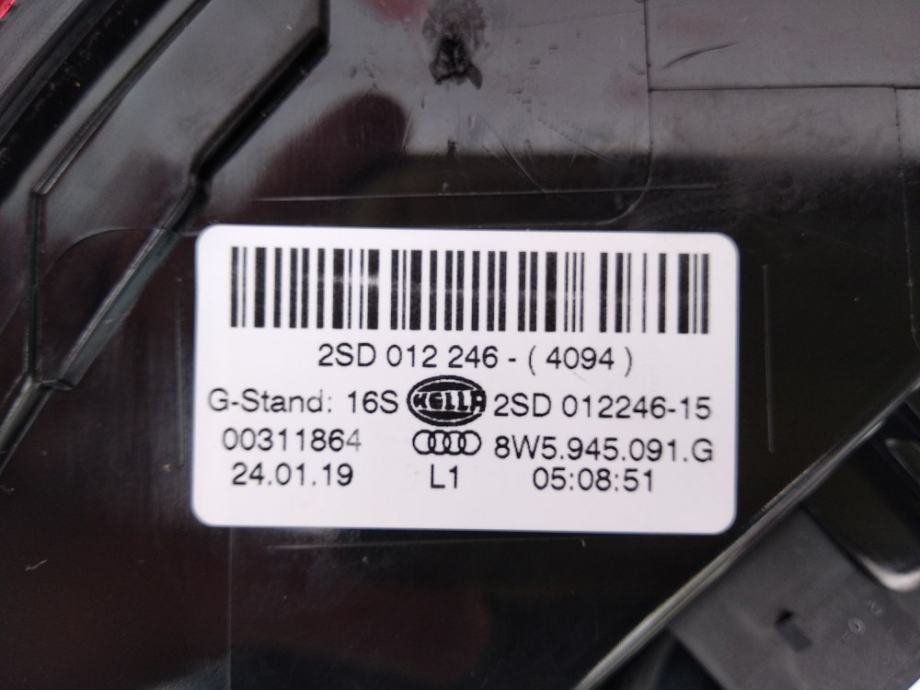 2SD 012 246 - ( 4094 )
G-Stand: 16S HELLA 2SD 012246-15
00311864 8W5.945.091.G
24.01.19 L1 05:08:51